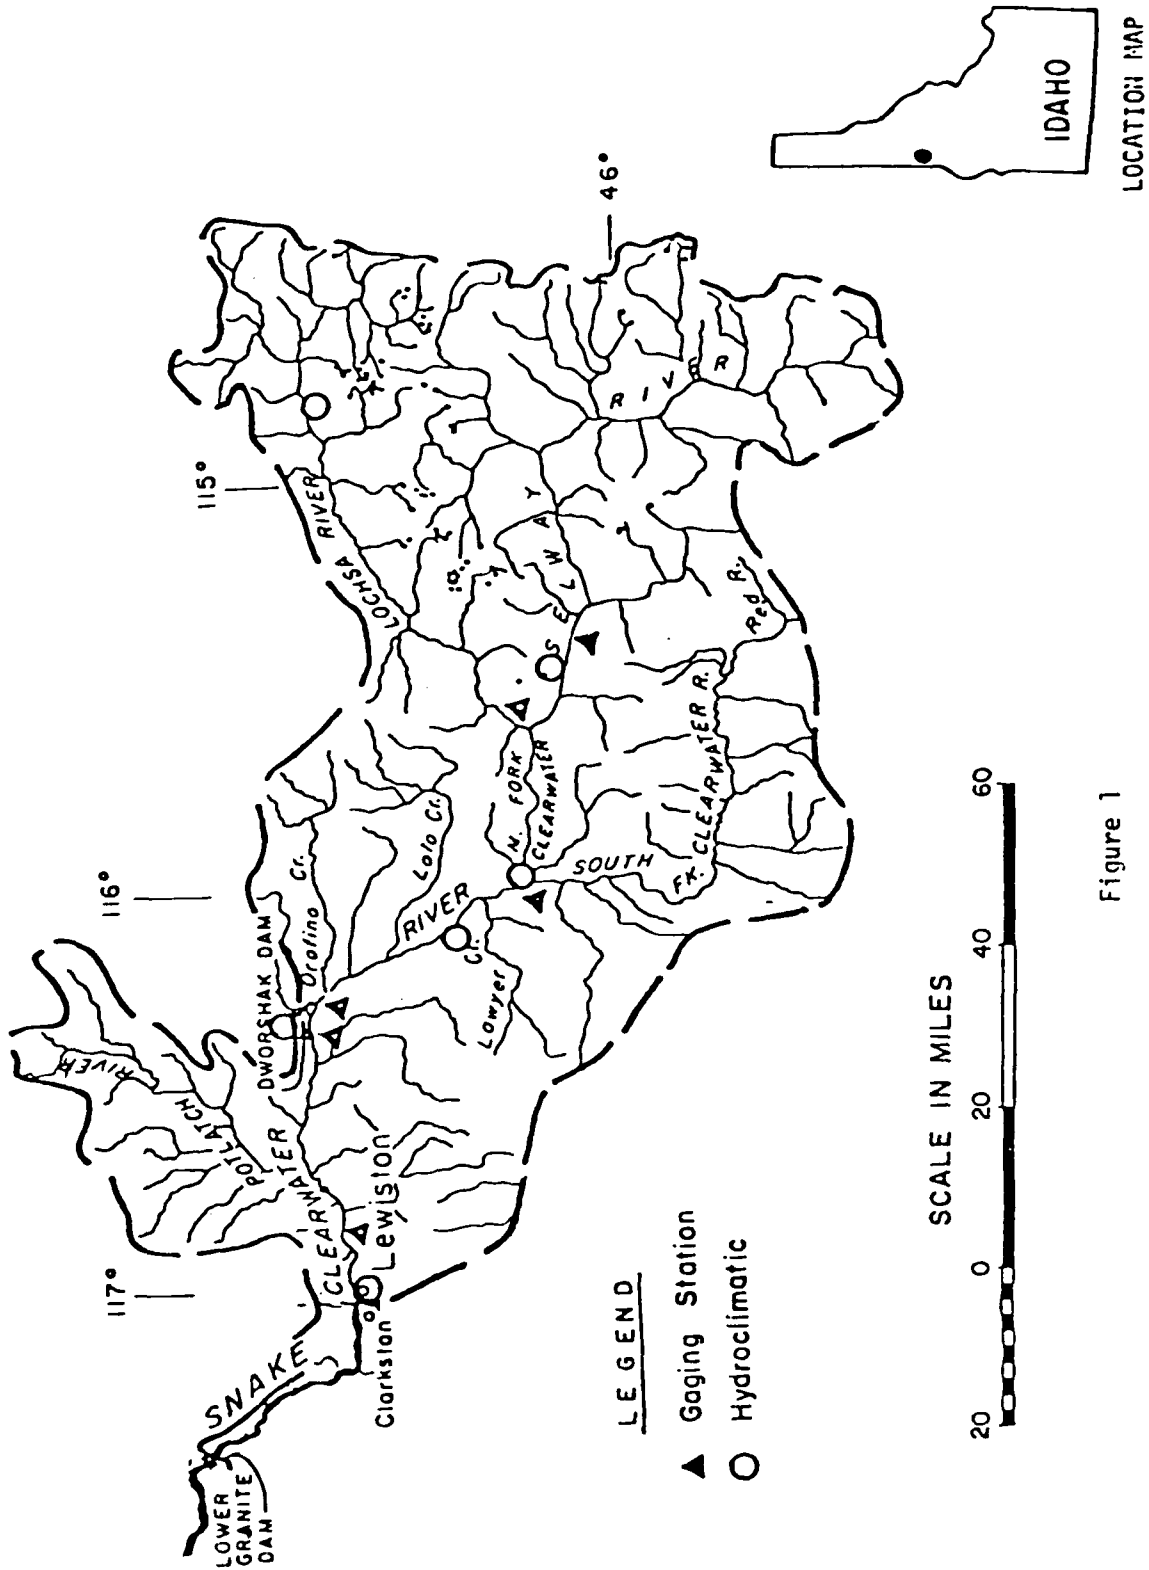 117°
116°
115°
46°
SNAKE
LOWER
GRANITE
DAM
Clarkston
Lewiston
CLEARWATER
RIVER
POTLATCH
RIVER
DWORSHAK DAM
Orofino Cr.
Lolo Cr.
Lowyer
Cr.
N. FORK
CLEARWATER
SOUTH
FK. CLEARWATER R.
Red R.
LOCHSA RIVER
SELWAY
RIV
R
LEGEND
Gaging Station
Hydroclimatic
SCALE IN MILES
20 0 20 40 60
Figure 1
IDAHO
LOCATION MAP